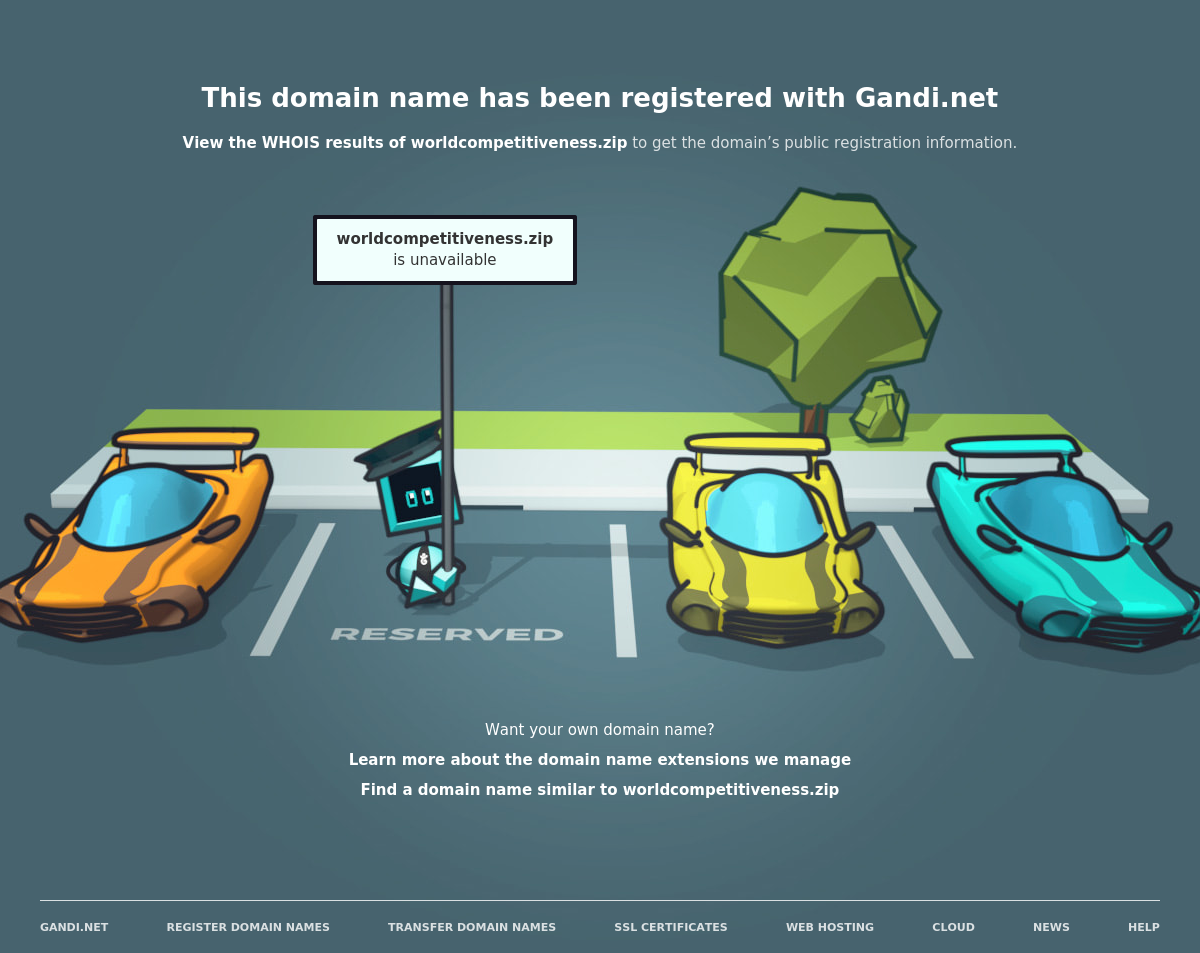 This domain name has been registered with Gandi.net
View the WHOIS results of worldcompetitiveness.zip to get the domain’s public registration information.
worldcompetitiveness.zip
is unavailable
RESERVED
Want your own domain name?
Learn more about the domain name extensions we manage
Find a domain name similar to worldcompetitiveness.zip
GANDI.NET REGISTER DOMAIN NAMES TRANSFER DOMAIN NAMES SSL CERTIFICATES WEB HOSTING CLOUD NEWS HELP